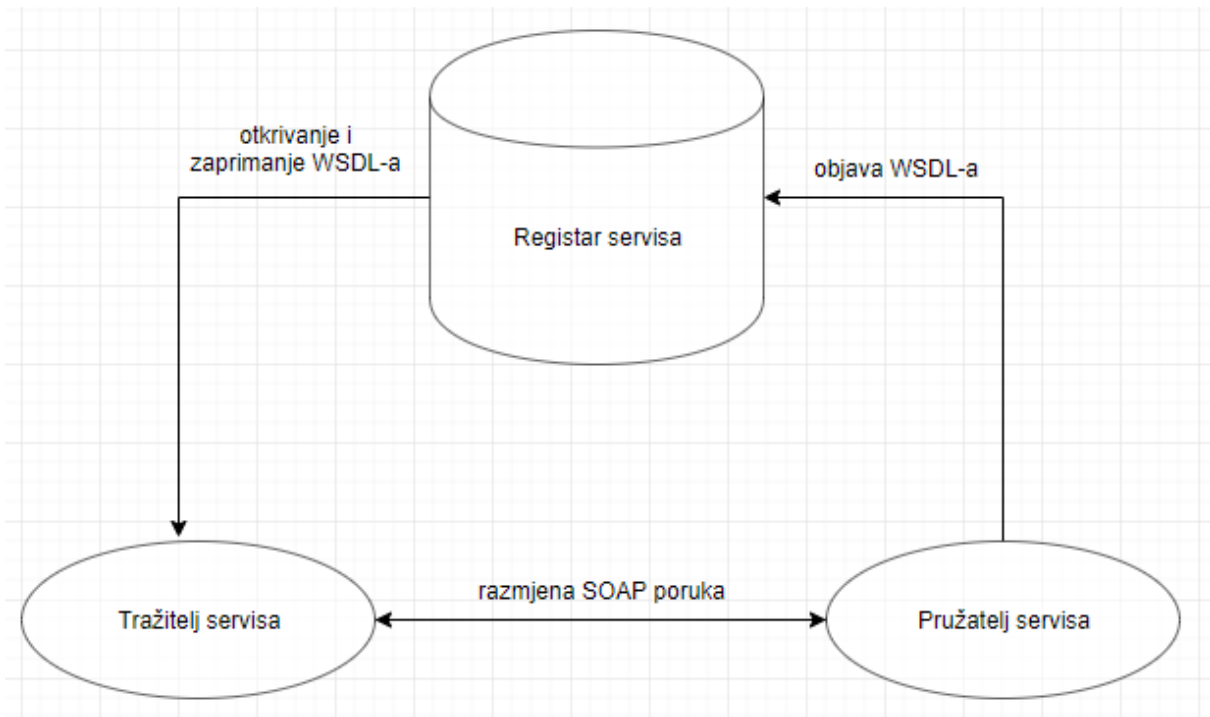 otkrivanje i
zaprimanje WSDL-a
objava WSDL-a
Registar servisa
razmjena SOAP poruka
Tražitelj servisa
Pružatelj servisa